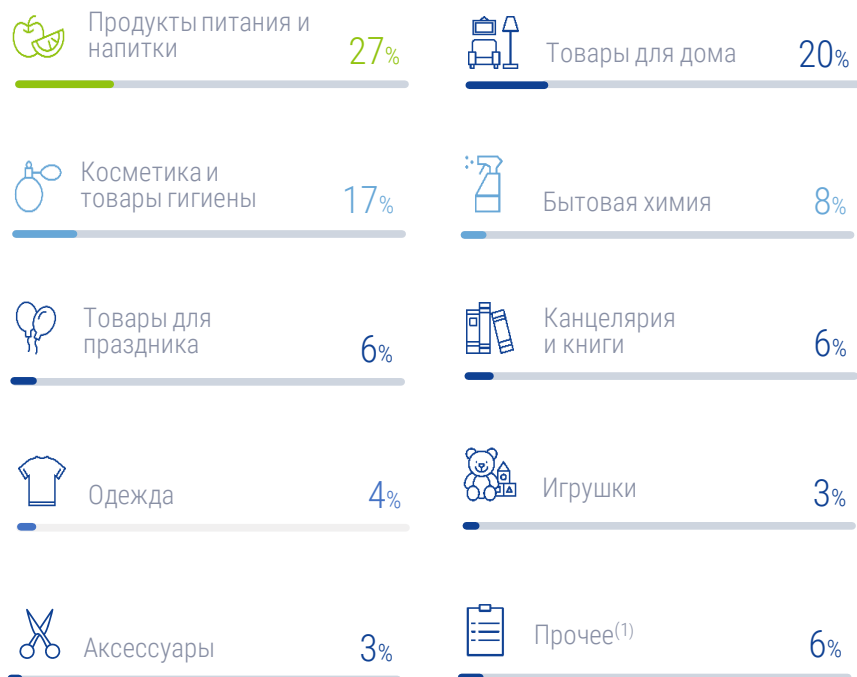 Продукты питания и
напитки
27%
Товары для дома
20%
Косметика и
товары гигиены
17%
Бытовая химия
8%
Товары для
праздника
6%
Канцелярия
и книги
6%
Одежда
4%
Игрушки
3%
Аксессуары
3%
Прочее(1)
6%